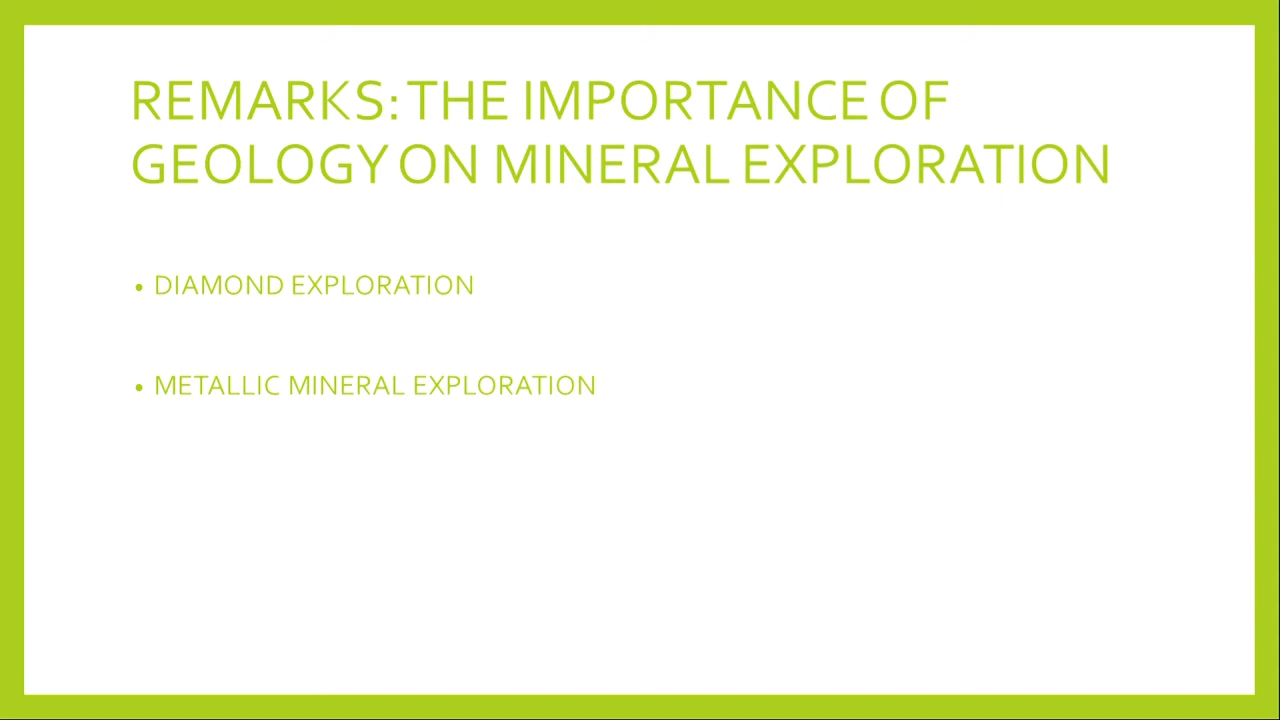 REMARKS: THE IMPORTANCE OF
GEOLOGY ON MINERAL EXPLORATION
• DIAMOND EXPLORATION
• METALLIC MINERAL EXPLORATION